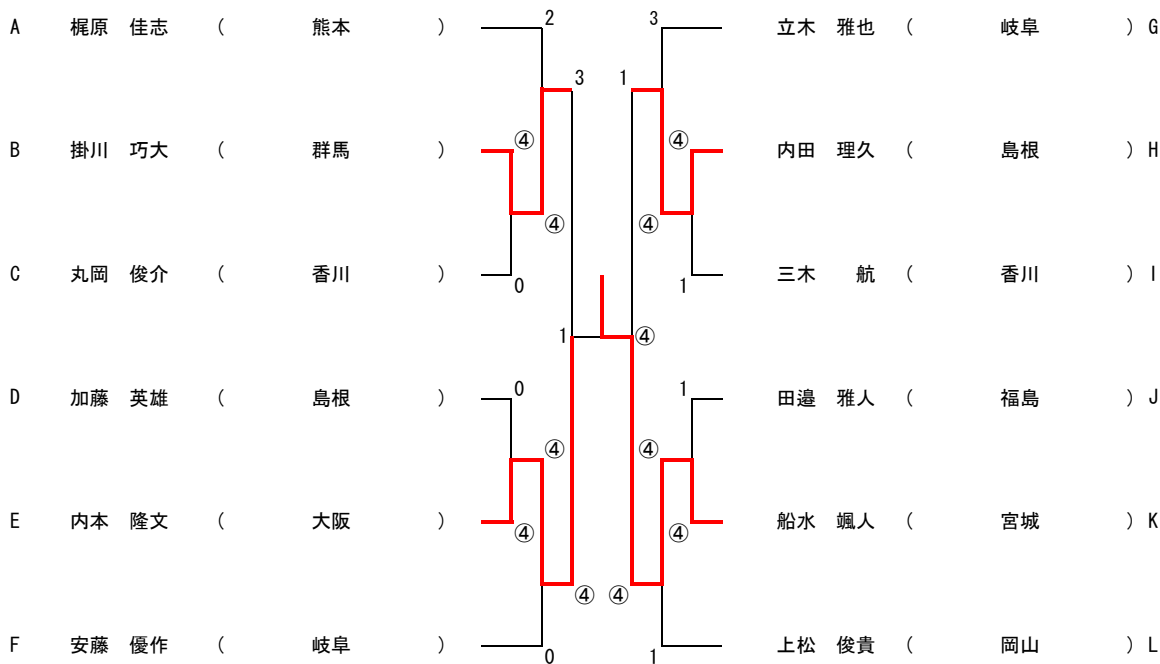 A 梶原 佳志 ( 熊本 ) 2 3 立木 雅也 ( 岐阜 ) G
3 1
B 掛川 巧大 ( 群馬 ) ④ ④ 内田 理久 ( 島根 ) H
④ ④
C 丸岡 俊介 ( 香川 ) 0 1 三木 航 ( 香川 ) I
1 ④
D 加藤 英雄 ( 島根 ) 0 1 田邉 雅人 ( 福島 ) J
④ ④
E 内本 隆文 ( 大阪 ) ④ ④ 船水 颯人 ( 宮城 ) K
④ ④
F 安藤 優作 ( 岐阜 ) 0 1 上松 俊貴 ( 岡山 ) L